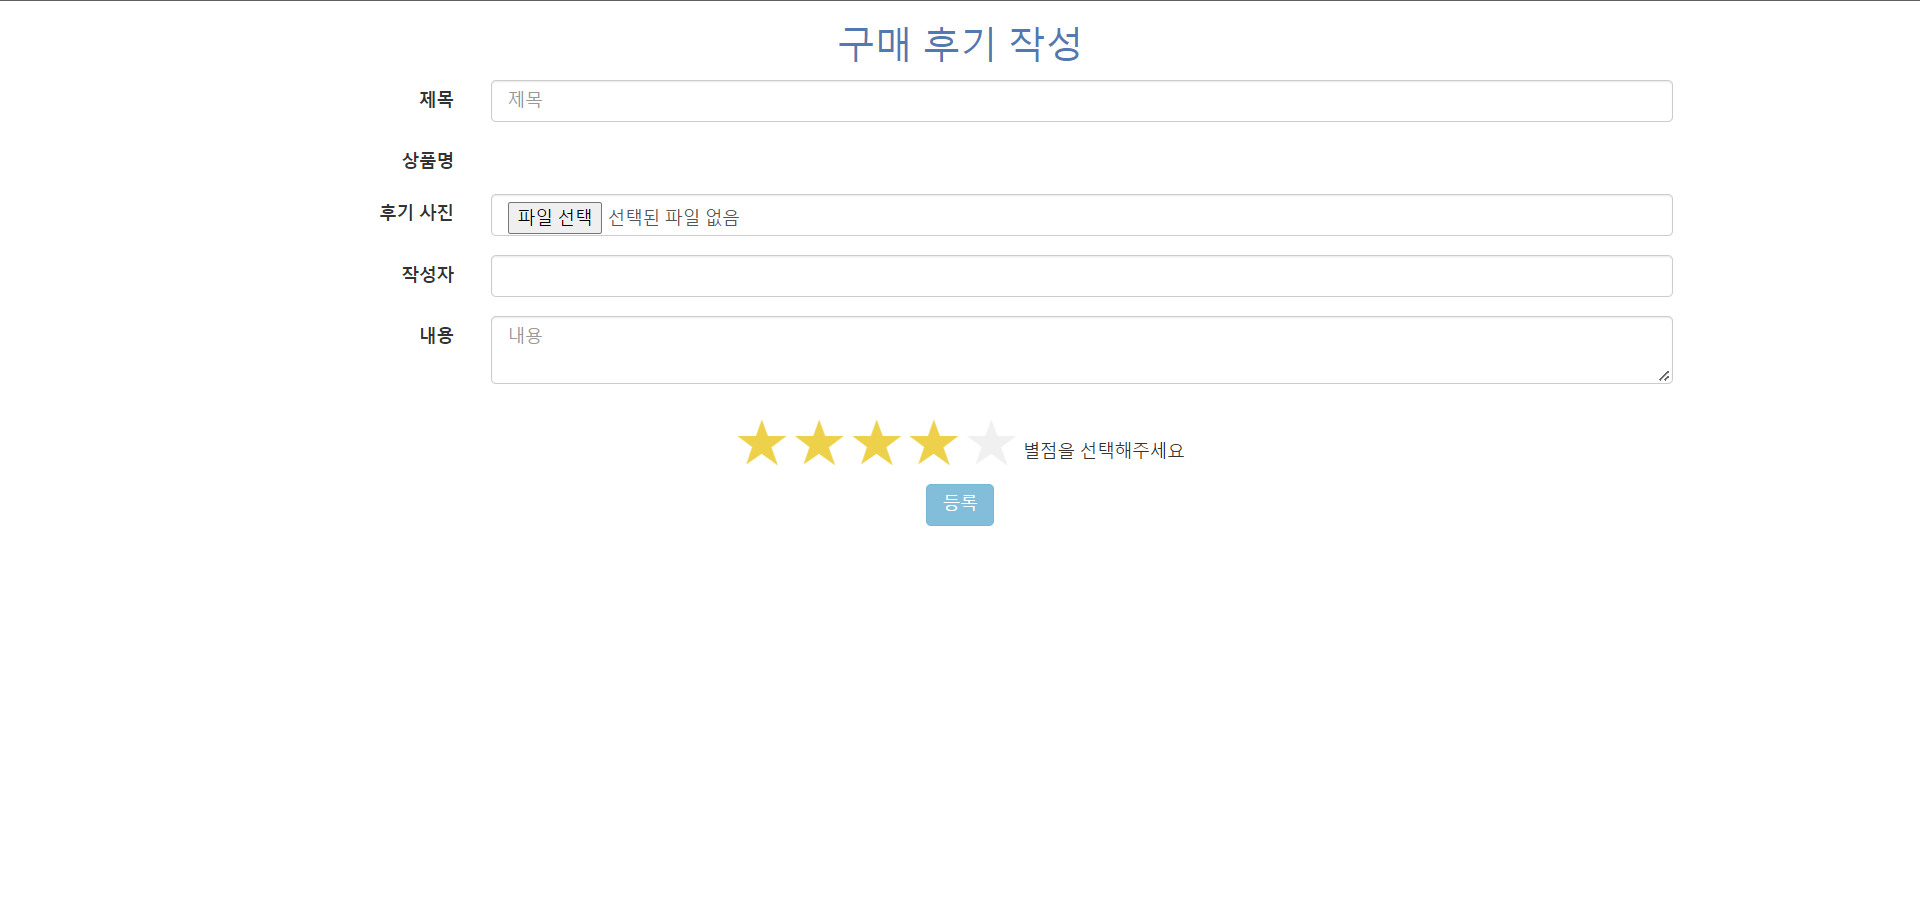 구매 후기 작성
제목 제목
상품명
후기 사진 파일 선택 선택된 파일 없음
작성자
내용 내용
별점을 선택해주세요
등록